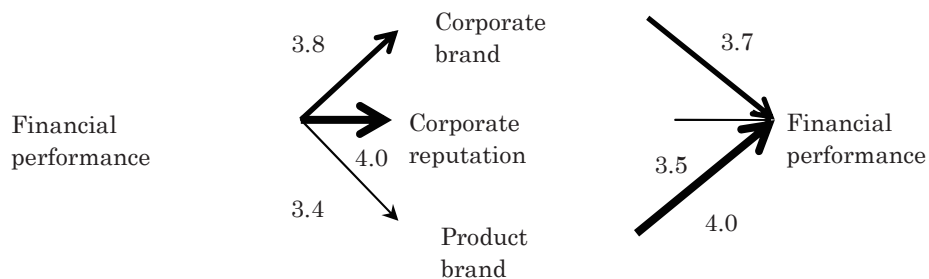 Corporate
brand
3.8
3.7
Financial
performance
Corporate
reputation
4.0
Financial
performance
3.5
3.4
4.0
Product
brand